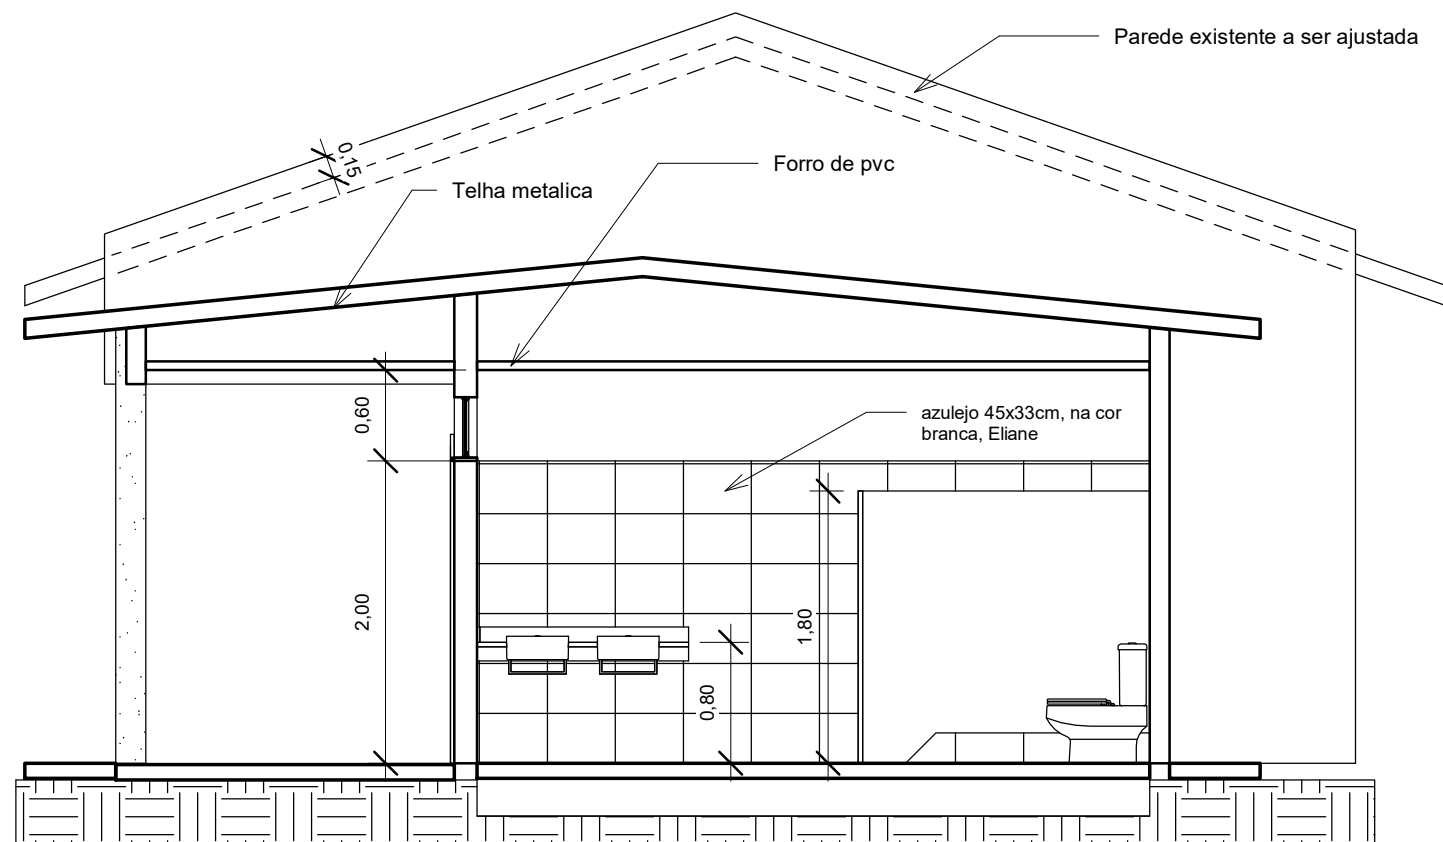 Parede existente a ser ajustada
0,15
Forro de pvc
Telha metalica
0,60
azulejo 45x33cm, na cor
branca, Eliane
2,00
1,80
0,80